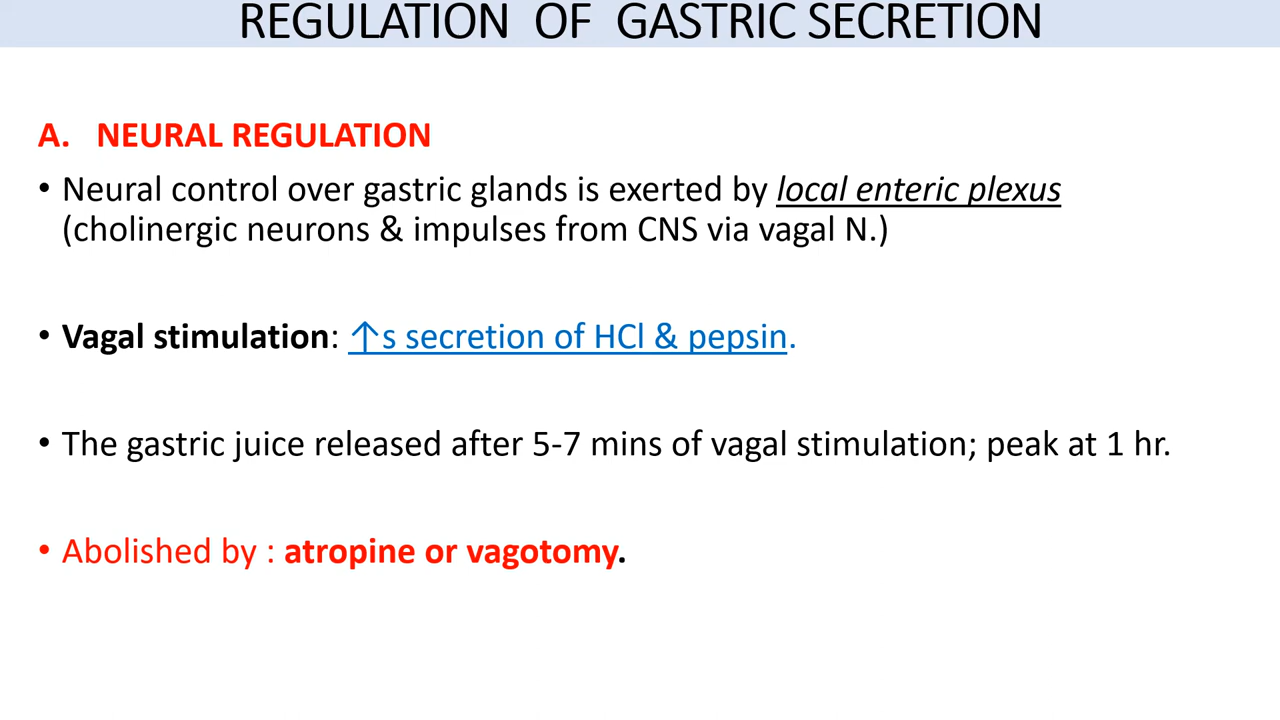 REGULATION OF GASTRIC SECRETION
A. NEURAL REGULATION
• Neural control over gastric glands is exerted by local enteric plexus
(cholinergic neurons & impulses from CNS via vagal N.)
• Vagal stimulation: ↑s secretion of HCl & pepsin.
• The gastric juice released after 5-7 mins of vagal stimulation; peak at 1 hr.
• Abolished by : atropine or vagotomy.